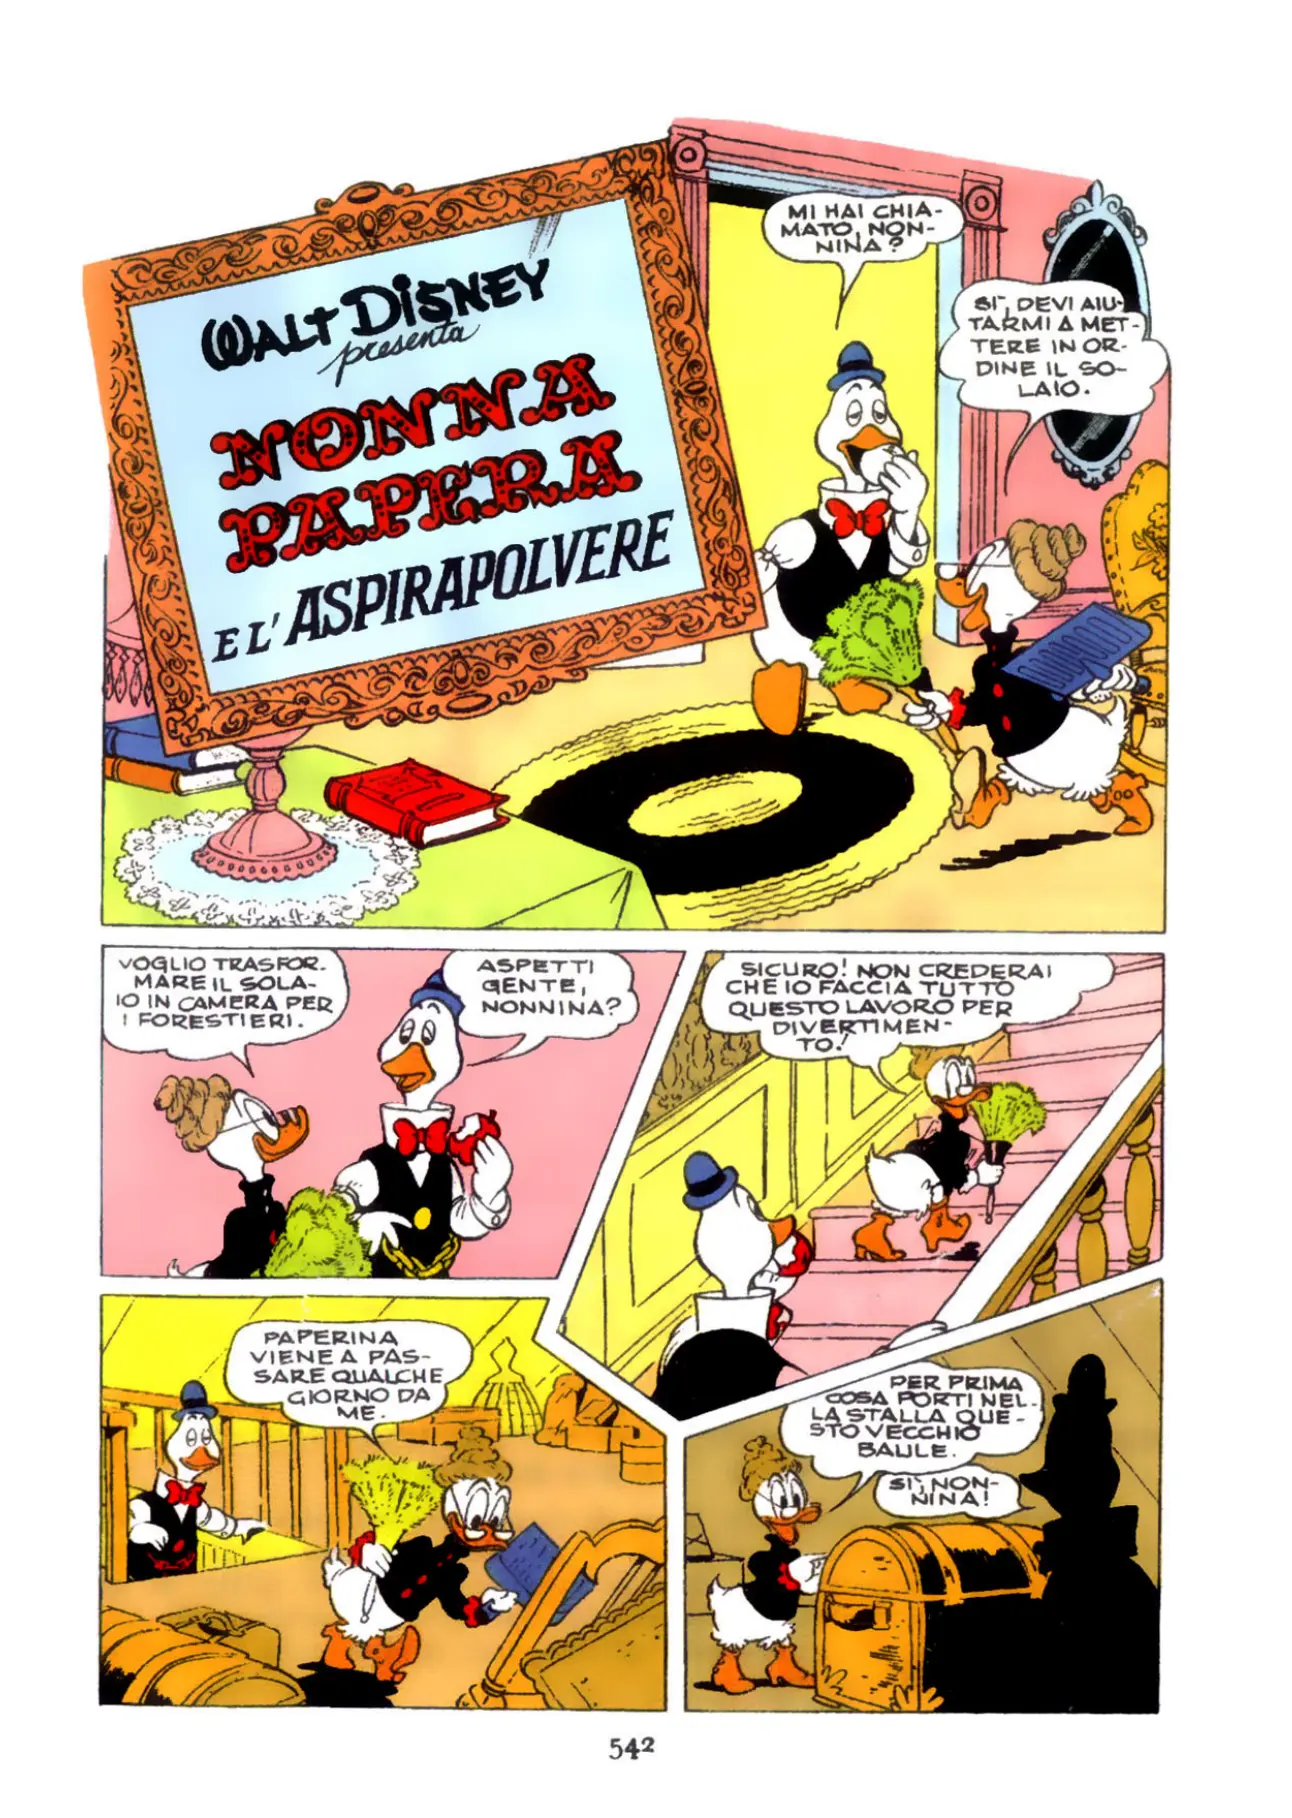 WALT DISNEY
presenta
NONNA
PAPERA
E L'ASPIRAPOLVERE
MI HAI CHIA-
MATO, NON-
NINA?
SI, DEVI AIU-
TARMI A MET-
TERE IN OR-
DINE IL SO-
LAIO.
VOGLIO TRASFOR-
MARE IL SOLA-
IO IN CAMERA PER
I FORESTIERI.
ASPETTI
GENTE,
NONNINA?
SICURO! NON CREDERAI
CHE IO FACCIA TUTTO
QUESTO LAVORO PER
DIVERTIMEN-
TO!
PAPERINA
VIENE A PAS-
SARE QUALCHE
GIORNO DA
ME.
PER PRIMA
COSA PORTI NEL-
LA STALLA QUE-
STO VECCHIO
BAULE.
SI, NON-
NINA!
542